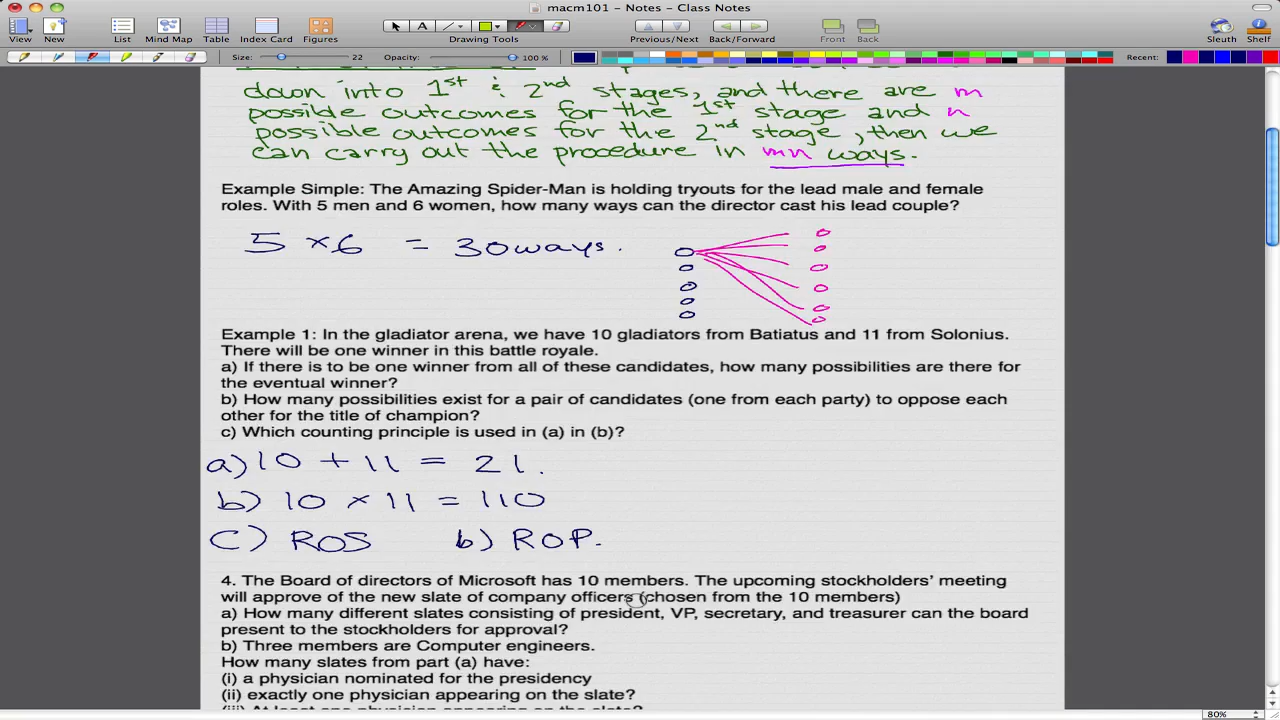 macm101 - Notes - Class Notes
View New List Mind Map Table Index Card Figures Drawing Tools Previous/Next Front Back Back/Forward Sleuth Shelf
Size: 22 Opacity: 100 % Recent:
down into 1st & 2nd stages, and there are m
possible outcomes for the 1st stage and n
possible outcomes for the 2nd stage, then we
can carry out the procedure in mn ways.
Example Simple: The Amazing Spider-Man is holding tryouts for the lead male and female
roles. With 5 men and 6 women, how many ways can the director cast his lead couple?
5 × 6 = 30 ways.
Example 1: In the gladiator arena, we have 10 gladiators from Batiatus and 11 from Solonius.
There will be one winner in this battle royale.
a) If there is to be one winner from all of these candidates, how many possibilities are there for
the eventual winner?
b) How many possibilities exist for a pair of candidates (one from each party) to oppose each
other for the title of champion?
c) Which counting principle is used in (a) in (b)?
a) 10 + 11 = 21.
b) 10 × 11 = 110
c) ROS b) ROP.
4. The Board of directors of Microsoft has 10 members. The upcoming stockholders' meeting
will approve of the new slate of company officers (chosen from the 10 members)
a) How many different slates consisting of president, VP, secretary, and treasurer can the board
present to the stockholders for approval?
b) Three members are Computer engineers.
How many slates from part (a) have:
(i) a physician nominated for the presidency
(ii) exactly one physician appearing on the slate?
(iii) At least one physician appearing on the slate?
80%